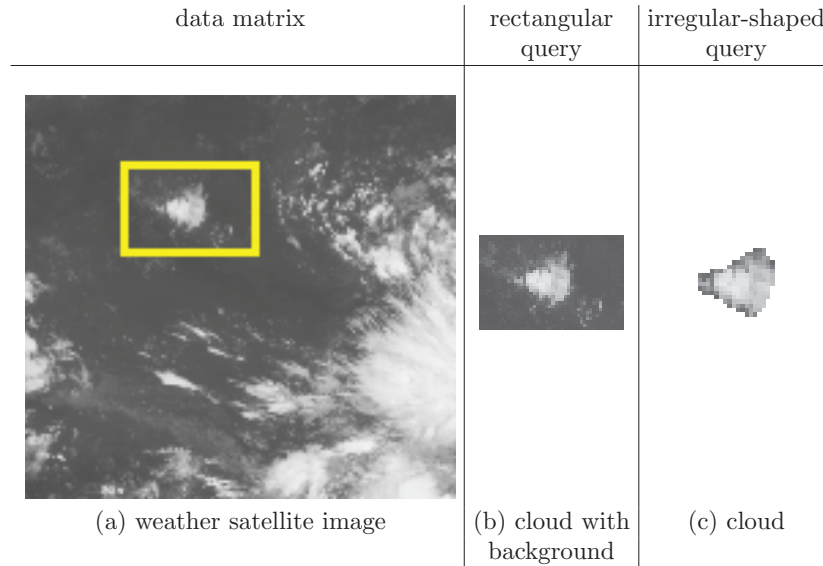 data matrix
rectangular
query
irregular-shaped
query
(a) weather satellite image
(b) cloud with
background
(c) cloud